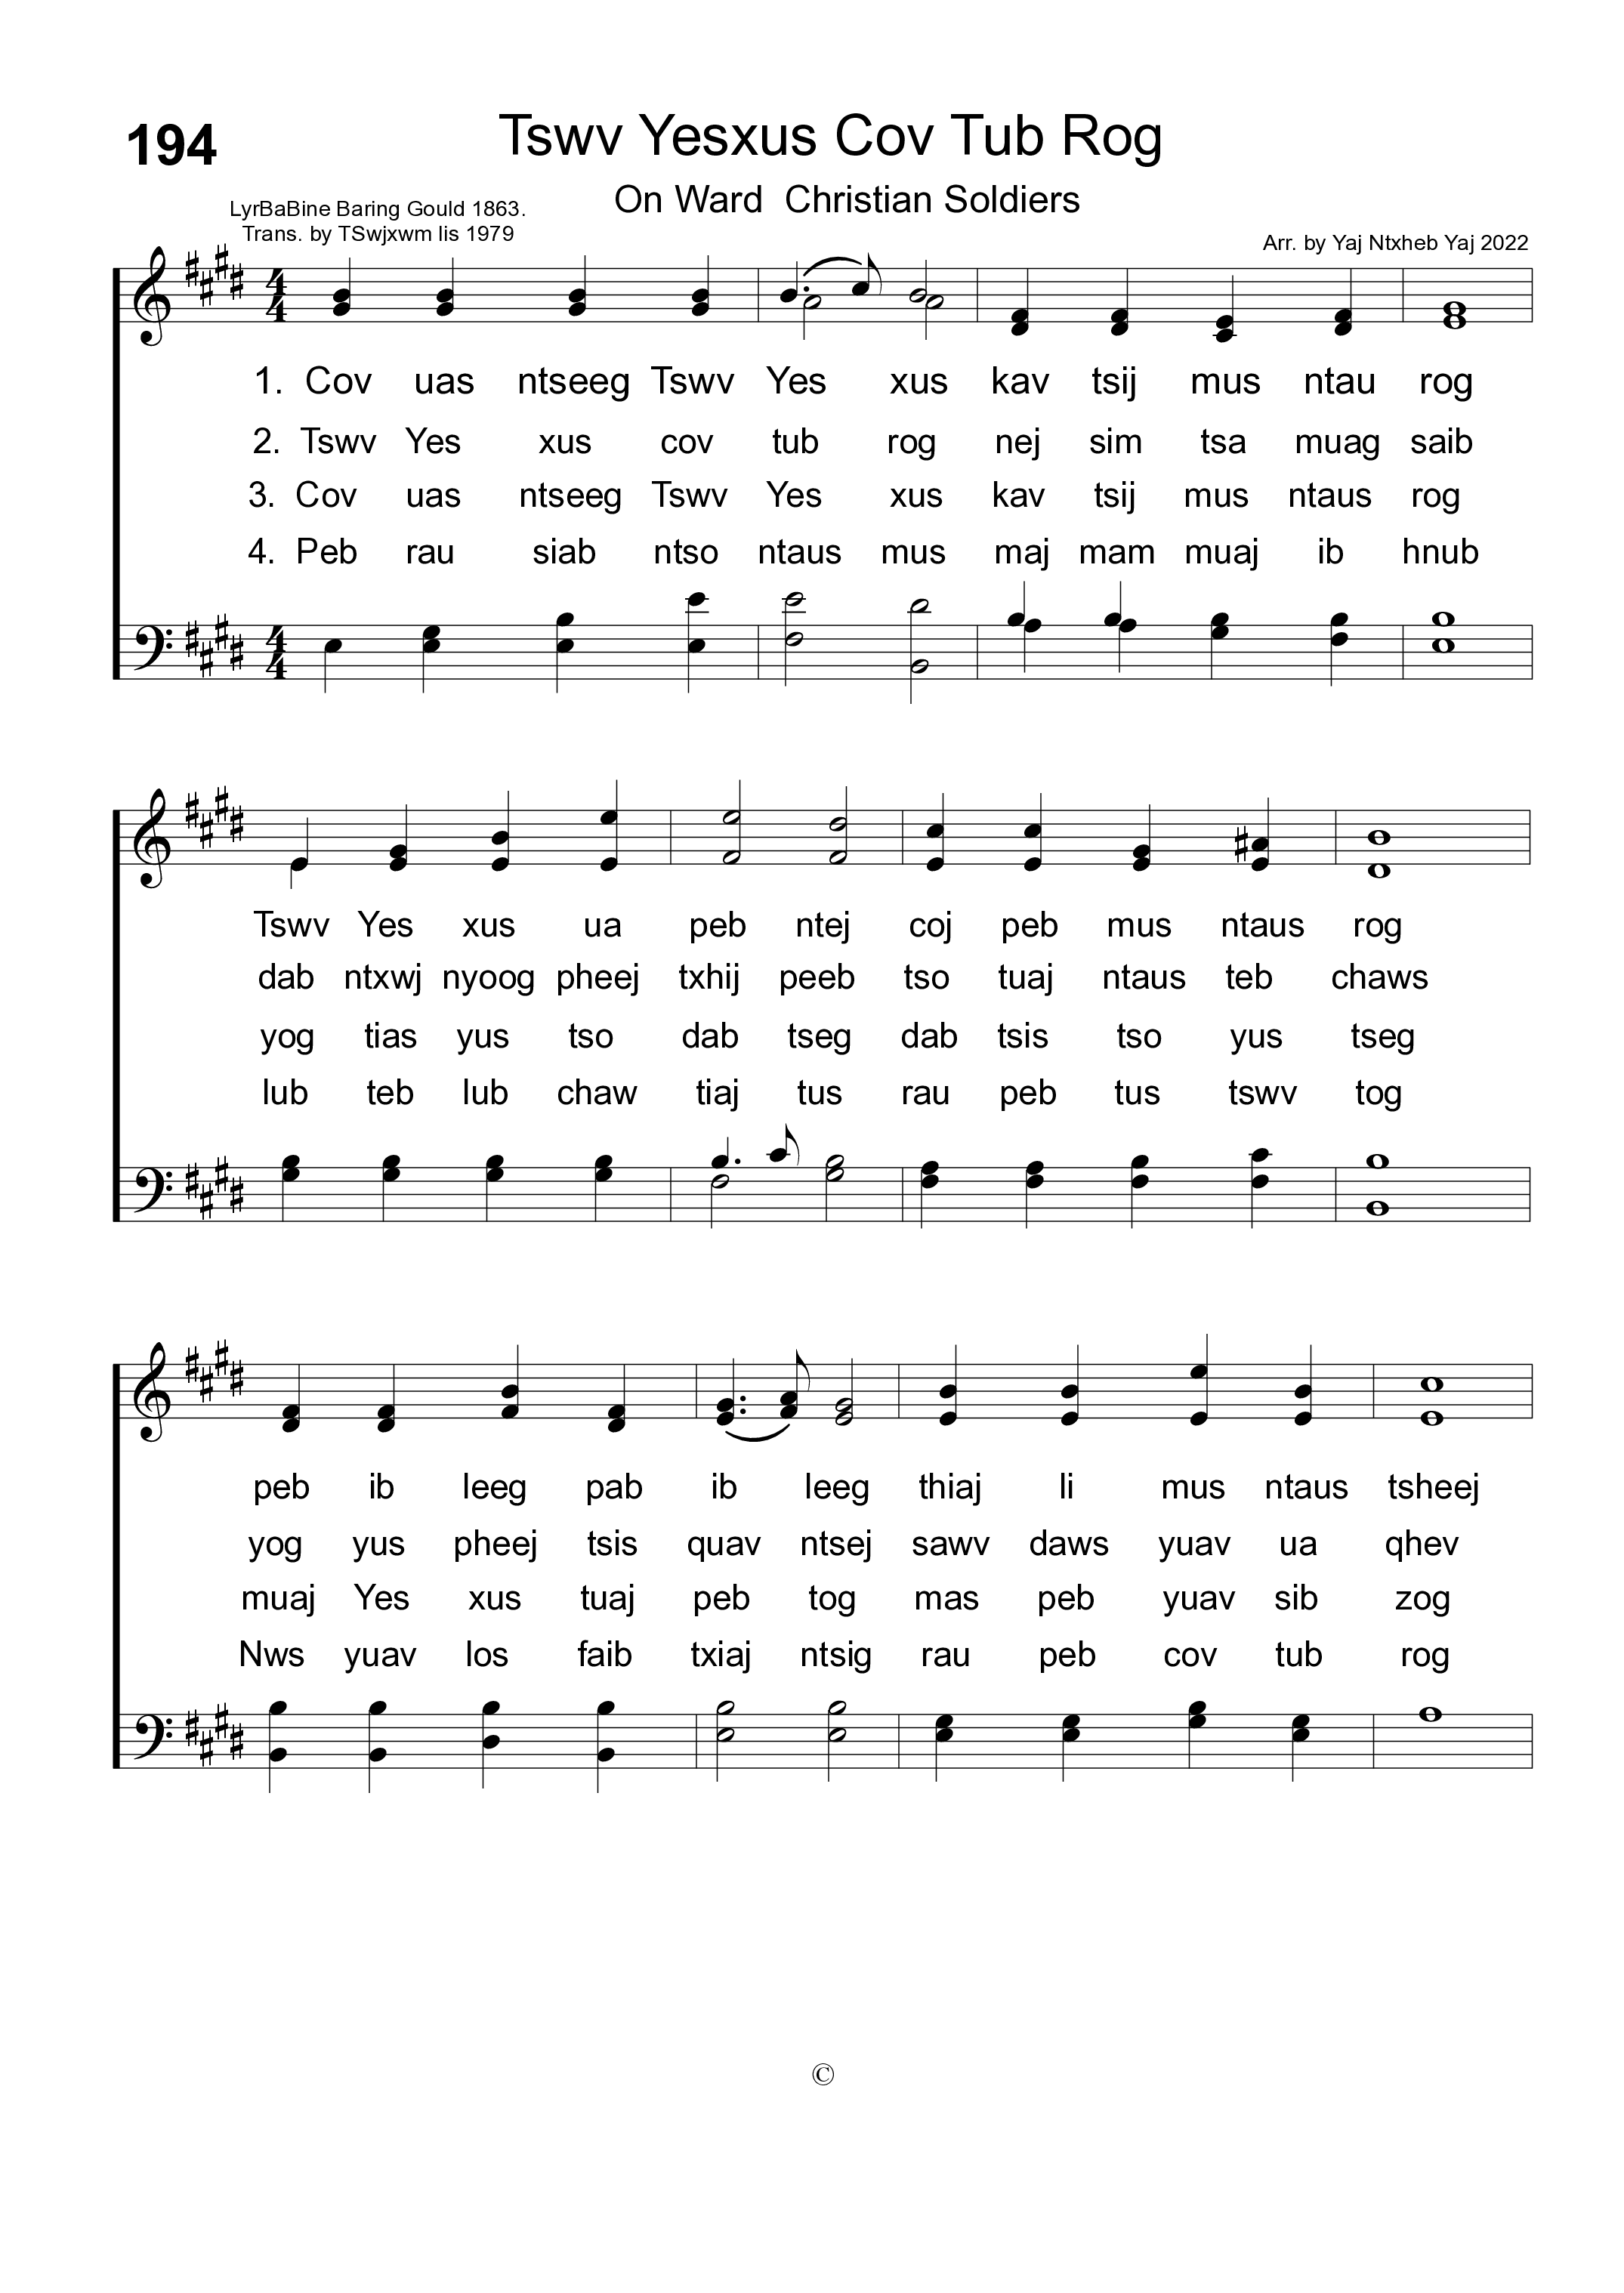 194
Tswv Yesxus Cov Tub Rog
On Ward Christian Soldiers
LyrBaBine Baring Gould 1863.
Trans. by TSwjxwm lis 1979
Arr. by Yaj Ntxheb Yaj 2022
1. Cov uas ntseeg Tswv Yes xus kav tsij mus ntau rog
2. Tswv Yes xus cov tub rog nej sim tsa muag saib
3. Cov uas ntseeg Tswv Yes xus kav tsij mus ntaus rog
4. Peb rau siab ntso ntaus mus maj mam muaj ib hnub
Tswv Yes xus ua peb ntej coj peb mus ntaus rog
dab ntxwj nyoog pheej txhij peeb tso tuaj ntaus teb chaws
yog tias yus tso dab tseg dab tsis tso yus tseg
lub teb lub chaw tiaj tus rau peb tus tswv tog
peb ib leeg pab ib leeg thiaj li mus ntaus tsheej
yog yus pheej tsis quav ntsej sawv daws yuav ua qhev
muaj Yes xus tuaj peb tog mas peb yuav sib zog
Nws yuav los faib txiaj ntsig rau peb cov tub rog
©